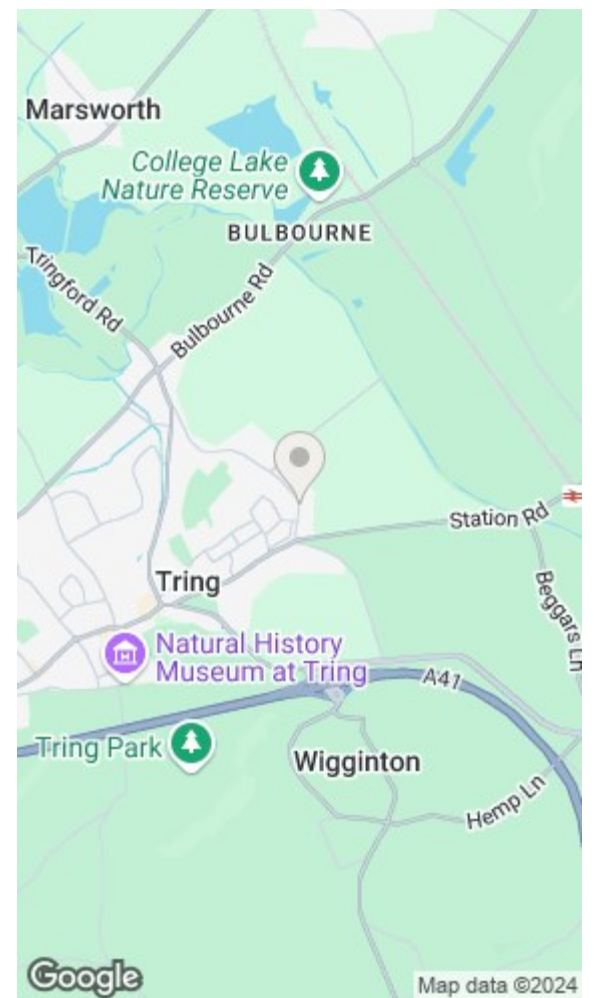 Marsworth
College Lake
Nature Reserve
BULBOURNE
Tringford Rd
Bulbourne Rd
Station Rd
Tring
Beggars Ln
Natural History
Museum at Tring
A41
Tring Park
Wigginton
Hemp Ln
Google
Map data ©2024